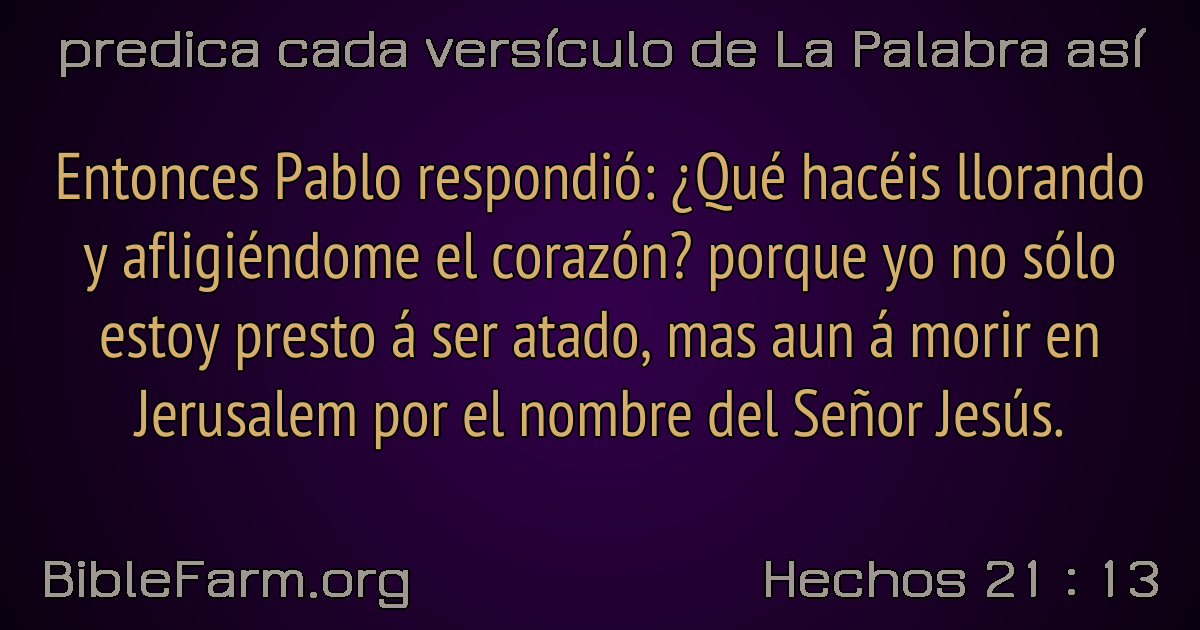 predica cada versículo de La Palabra así
Entonces Pablo respondió: ¿Qué hacéis llorando
y afligiéndome el corazón? porque yo no sólo
estoy presto á ser atado, mas aun á morir en
Jerusalem por el nombre del Señor Jesús.
BibleFarm.org
Hechos 21 : 13